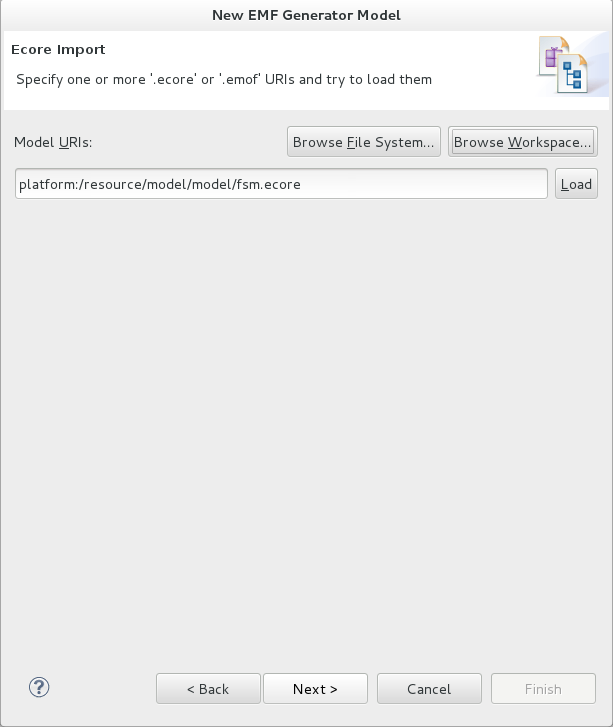 New EMF Generator Model
Ecore Import
Specify one or more '.ecore' or '.emof' URIs and try to load them
Model URIs:
Browse File System...
Browse Workspace...
platform:/resource/model/model/fsm.ecore
Load
?
< Back
Next >
Cancel
Finish